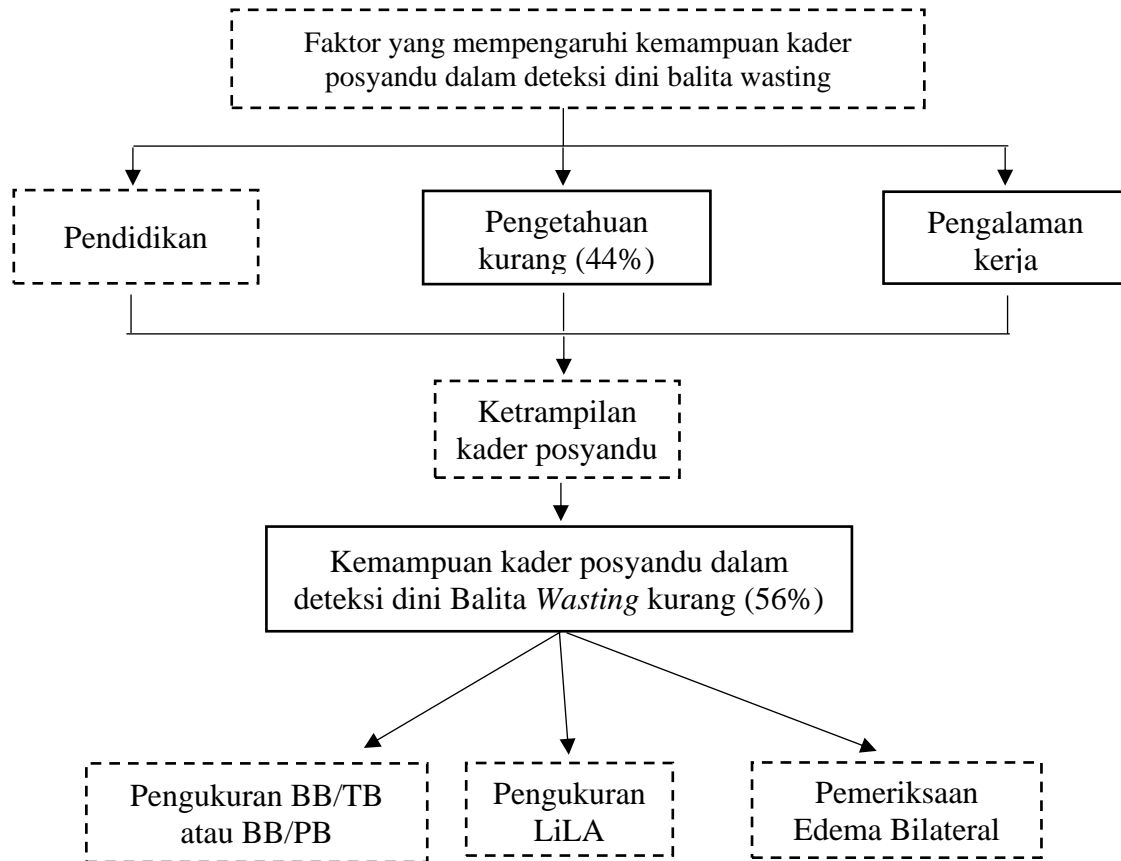 Faktor yang mempengaruhi kemampuan kader
posyandu dalam deteksi dini balita wasting
Pendidikan
Pengetahuan
kurang (44%)
Pengalaman
kerja
Ketrampilan
kader posyandu
Kemampuan kader posyandu dalam
deteksi dini Balita Wasting kurang (56%)
Pengukuran BB/TB
atau BB/PB
Pengukuran
LiLA
Pemeriksaan
Edema Bilateral